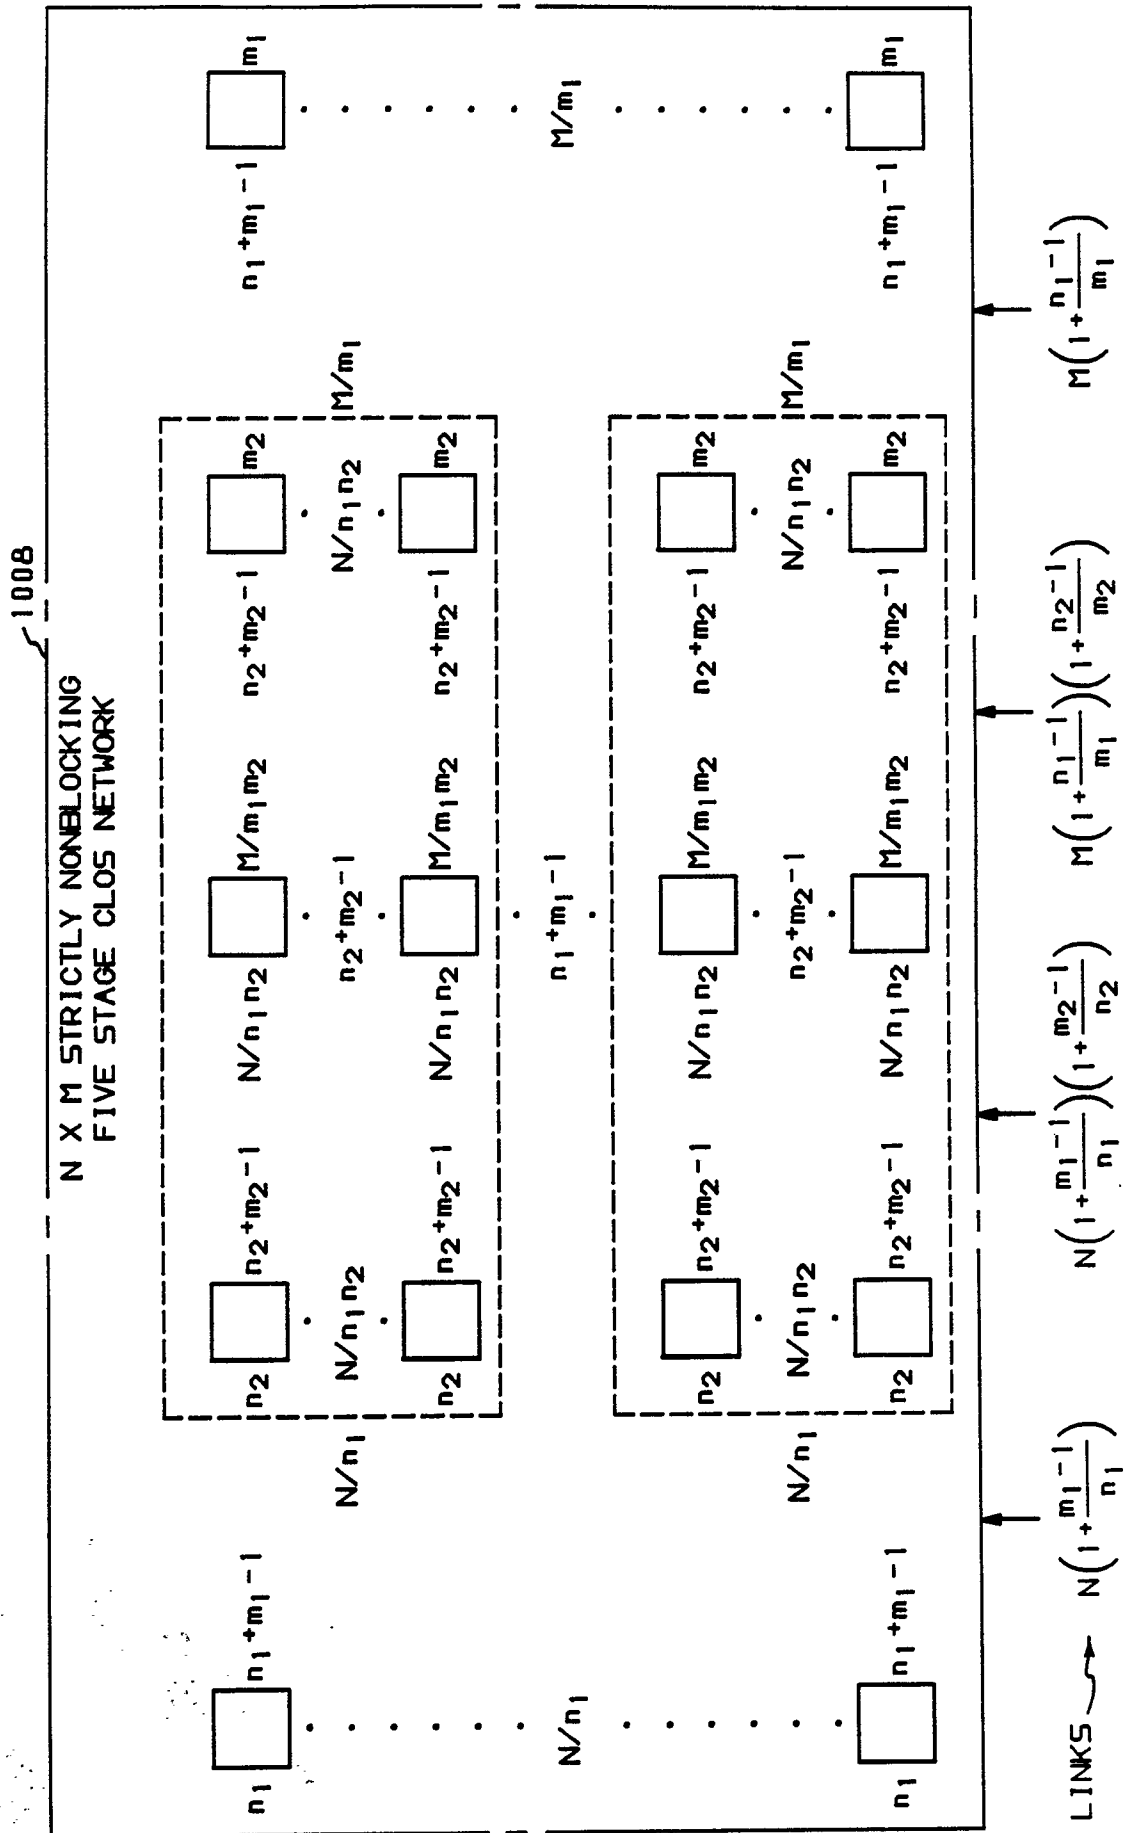 1008
N X M STRICTLY NONBLOCKING
FIVE STAGE CLOS NETWORK
n₁ n₁+m₁-1
N/n₁
n₁ n₁+m₁-1
N/n₁
n₂ n₂+m₂-1
N/n₁n₂
n₂ n₂+m₂-1
N/n₁n₂ M/m₁m₂
n₂+m₂-1
N/n₁n₂ M/m₁m₂
n₂+m₂-1 m₂
N/n₁n₂
n₂+m₂-1 m₂
M/m₁
n₁+m₁-1
N/n₁
n₂ n₂+m₂-1
N/n₁n₂
n₂ n₂+m₂-1
N/n₁n₂ M/m₁m₂
n₂+m₂-1
N/n₁n₂ M/m₁m₂
n₂+m₂-1 m₂
N/n₁n₂
n₂+m₂-1 m₂
M/m₁
n₁+m₁-1 m₁
M/m₁
n₁+m₁-1 m₁
LINKS
N(1+(m₁-1)/n₁)
N(1+(m₁-1)/n₁)(1+(m₂-1)/n₂)
M(1+(n₁-1)/m₁)(1+(n₂-1)/m₂)
M(1+(n₁-1)/m₁)